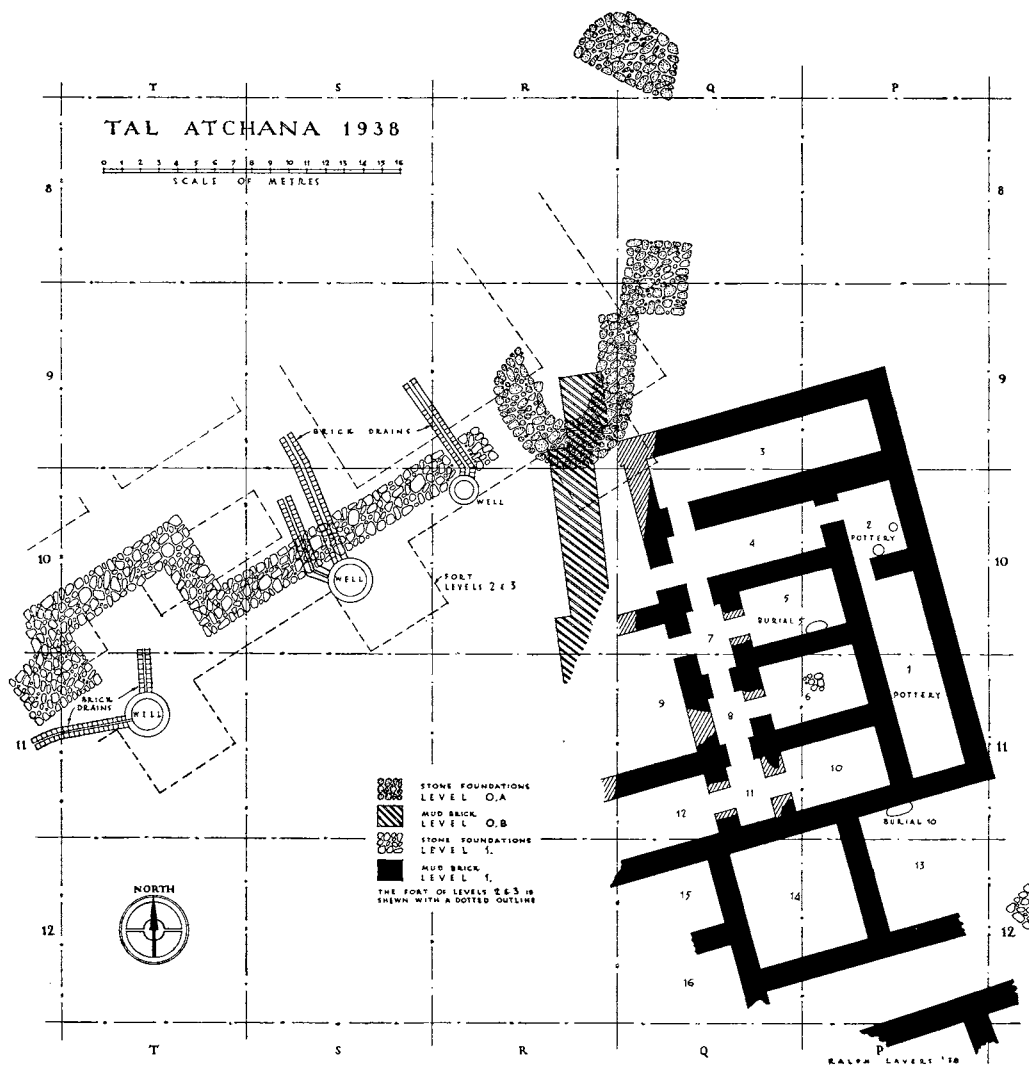 T S R Q P
TAL ATCHANA 1938
0 1 2 3 4 5 6 7 8 9 10 11 12 13 14 15 16
SCALE OF METRES
8 8
9 9
BRICK DRAINS
3
WELL
2
POTTERY
4
10 10
WELL
FORT
LEVELS 2 & 3
5
BURIAL 5
7
1
POTTERY
6
9
8
BRICK
DRAINS
WELL
11 11
10
11
12
STONE FOUNDATIONS
LEVEL 0.A
MUD BRICK
LEVEL 0.B
STONE FOUNDATIONS
LEVEL 1.
MUD BRICK
LEVEL 1.
THE FORT OF LEVELS 2 & 3 IS
SHEWN WITH A DOTTED OUTLINE
BURIAL 10
13
15
14
NORTH
12 12
16
T S R Q P
RALPH LAVERS '38